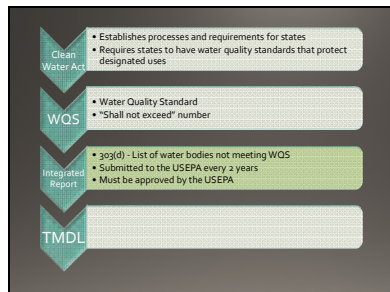 Clean
Water Act
• Establishes processes and requirements for states
• Requires states to have water quality standards that protect
designated uses
WQS
• Water Quality Standard
• "Shall not exceed" number
Integrated
Report
• 303(d) - List of water bodies not meeting WQS
• Submitted to the USEPA every 2 years
• Must be approved by the USEPA
TMDL